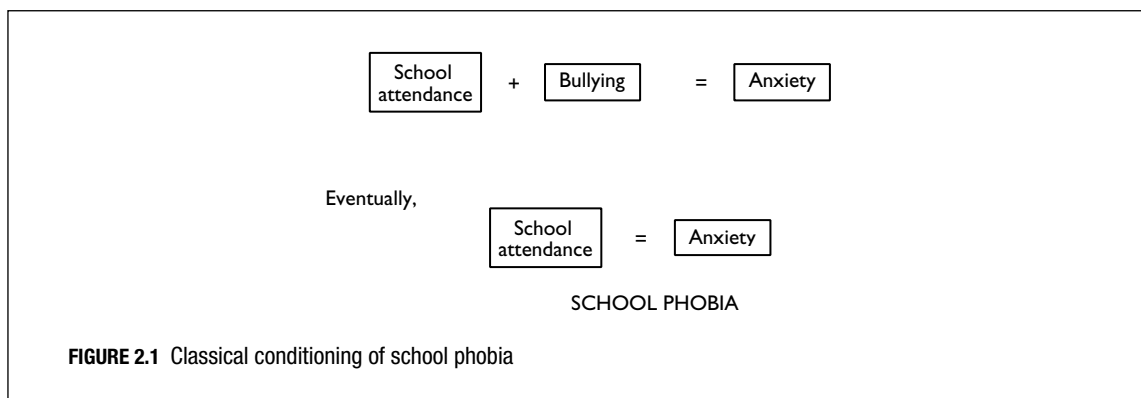 School
attendance + Bullying = Anxiety
Eventually,
School
attendance = Anxiety
SCHOOL PHOBIA
FIGURE 2.1 Classical conditioning of school phobia